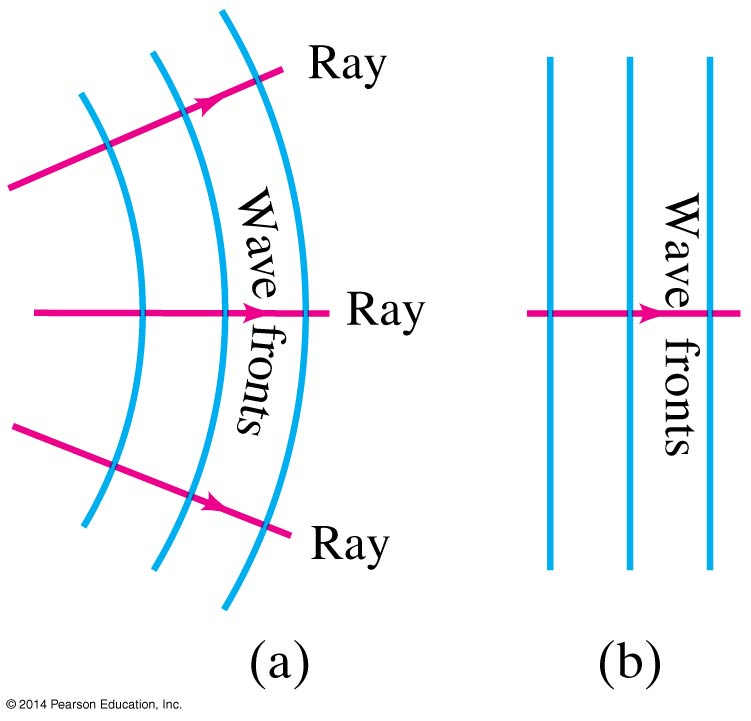 Ray
Wave fronts
Ray
Ray
(a)
Wave fronts
(b)
© 2014 Pearson Education, Inc.